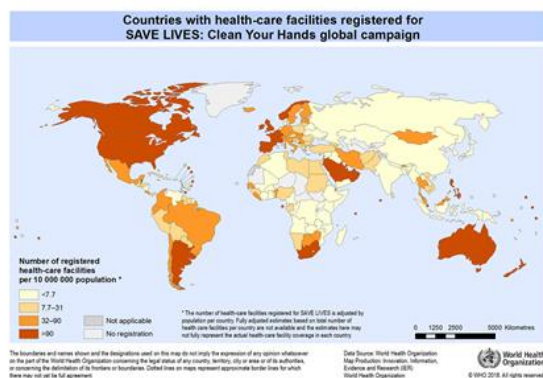 Countries with health-care facilities registered for
SAVE LIVES: Clean Your Hands global campaign
Number of registered
health-care facilities
per 10 000 000 population *
<7.7
7.7–31
32–90
>90
Not applicable
No registration
* The number of health-care facilities registered for SAVE LIVES is adjusted by
population per country. Fully adjusted estimates based on total number of
health care facilities per country are not available and the estimates here may
not fully represent the actual health-care facility coverage in each country.
0 1250 2500 5000 Kilometres
The boundaries and names shown and the designations used on this map do not imply the expression of any opinion whatsoever
on the part of the World Health Organization concerning the legal status of any country, territory, city or area or of its authorities,
or concerning the delimitation of its frontiers or boundaries. Dotted lines on maps represent approximate border lines for which
there may not yet be full agreement.
Data Source: World Health Organization
Map Production: Information, Evidence and Research (IER)
World Health Organization
World Health
Organization
© WHO 2018. All rights reserved.